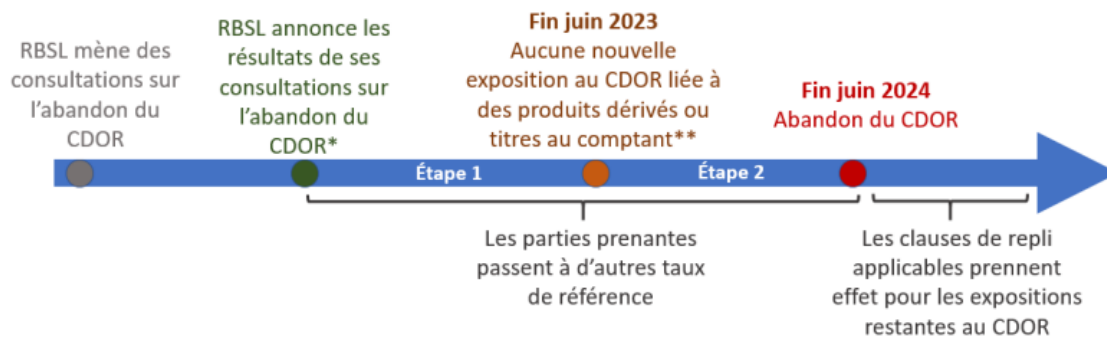 RBSL mène des
consultations sur
l'abandon du
CDOR
RBSL annonce les
résultats de ses
consultations sur
l'abandon du
CDOR*
Fin juin 2023
Aucune nouvelle
exposition au CDOR liée à
des produits dérivés ou
titres au comptant**
Fin juin 2024
Abandon du CDOR
Étape 1
Étape 2
Les parties prenantes
passent à d'autres taux
de référence
Les clauses de repli
applicables prennent
effet pour les expositions
restantes au CDOR